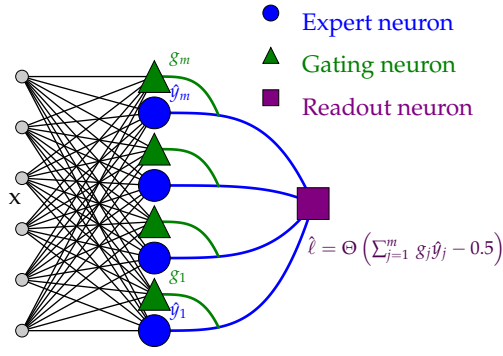 Expert neuron
Gating neuron
Readout neuron
g_m
ŷ_m
x
ℓ̂ = Θ (∑_{j=1}^{m} g_j ŷ_j − 0.5)
g_1
ŷ_1